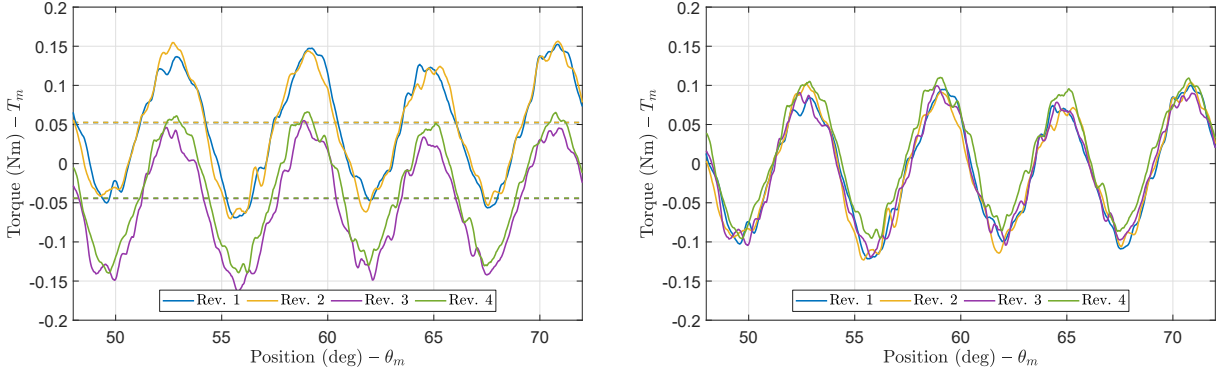 0.2
0.15
0.1
0.05
0
-0.05
-0.1
-0.15
-0.2
Torque (Nm) – T_m
50 55 60 65 70
Position (deg) – θ_m
Rev. 1 Rev. 2 Rev. 3 Rev. 4
0.2
0.15
0.1
0.05
0
-0.05
-0.1
-0.15
-0.2
Torque (Nm) – T_m
50 55 60 65 70
Position (deg) – θ_m
Rev. 1 Rev. 2 Rev. 3 Rev. 4